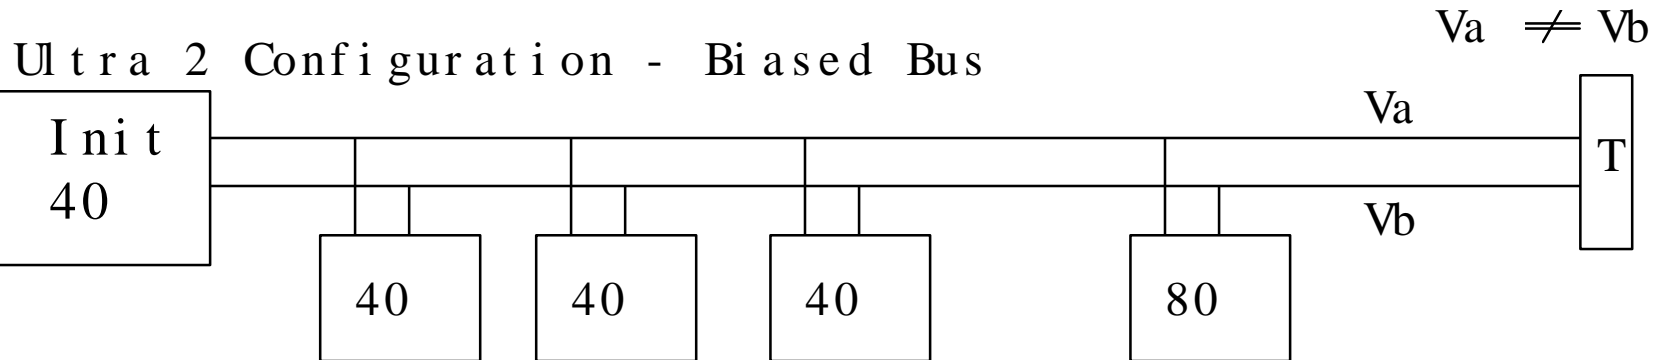 Va ≠ Vb
Ultra 2 Configuration - Biased Bus
Va
Init
40
T
Vb
40 40 40 80